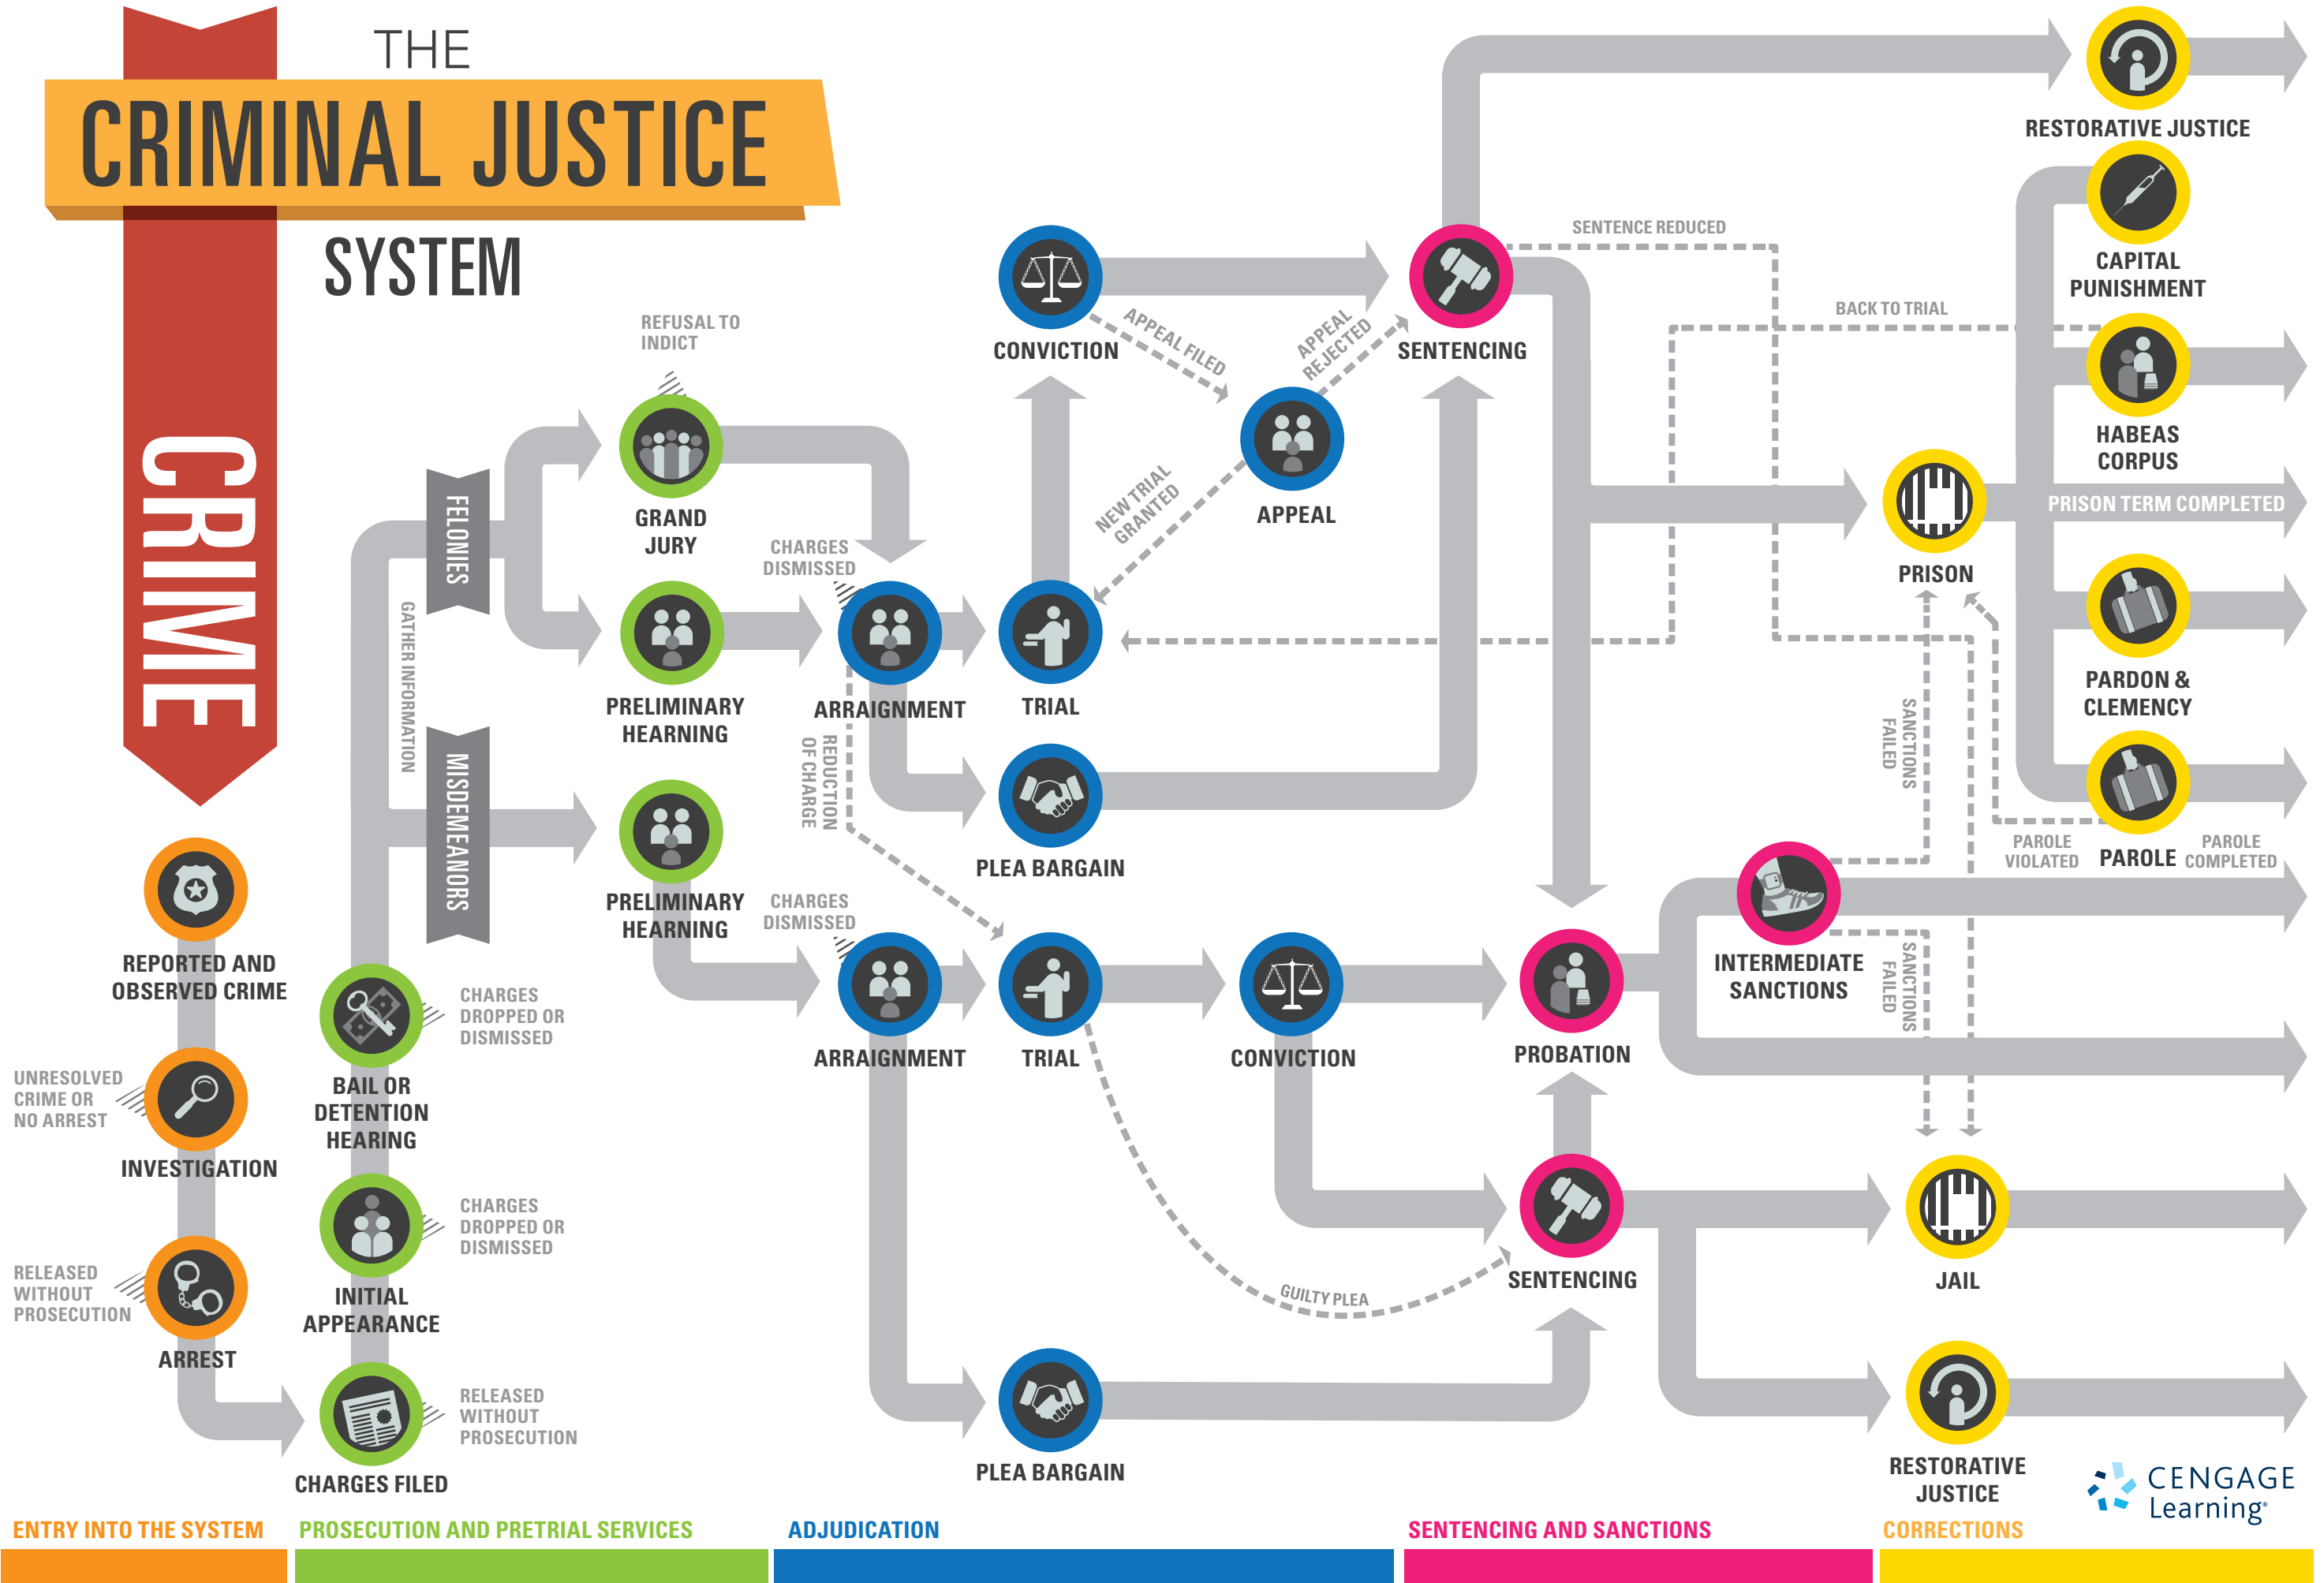 THE
CRIMINAL JUSTICE
SYSTEM
CRIME
REPORTED AND
OBSERVED CRIME
UNRESOLVED
CRIME OR
NO ARREST
INVESTIGATION
RELEASED
WITHOUT
PROSECUTION
ARREST
GATHER INFORMATION
FELONIES
MISDEMEANORS
CHARGES
DROPPED OR
DISMISSED
BAIL OR
DETENTION
HEARING
CHARGES
DROPPED OR
DISMISSED
INITIAL
APPEARANCE
RELEASED
WITHOUT
PROSECUTION
CHARGES FILED
REFUSAL TO
INDICT
GRAND
JURY
PRELIMINARY
HEARNING
PRELIMINARY
HEARNING
CHARGES
DISMISSED
ARRAIGNMENT
REDUCTION
OF CHARGE
CHARGES
DISMISSED
ARRAIGNMENT
CONVICTION
APPEAL FILED
APPEAL
REJECTED
APPEAL
NEW TRIAL
GRANTED
TRIAL
PLEA BARGAIN
TRIAL
CONVICTION
GUILTY PLEA
PLEA BARGAIN
SENTENCING
SENTENCE REDUCED
BACK TO TRIAL
PROBATION
SENTENCING
INTERMEDIATE
SANCTIONS
SANCTIONS
FAILED
SANCTIONS
FAILED
RESTORATIVE JUSTICE
CAPITAL
PUNISHMENT
HABEAS
CORPUS
PRISON TERM COMPLETED
PRISON
PARDON &
CLEMENCY
PAROLE
VIOLATED
PAROLE
PAROLE
COMPLETED
JAIL
RESTORATIVE
JUSTICE
CENGAGE
Learning®
ENTRY INTO THE SYSTEM
PROSECUTION AND PRETRIAL SERVICES
ADJUDICATION
SENTENCING AND SANCTIONS
CORRECTIONS